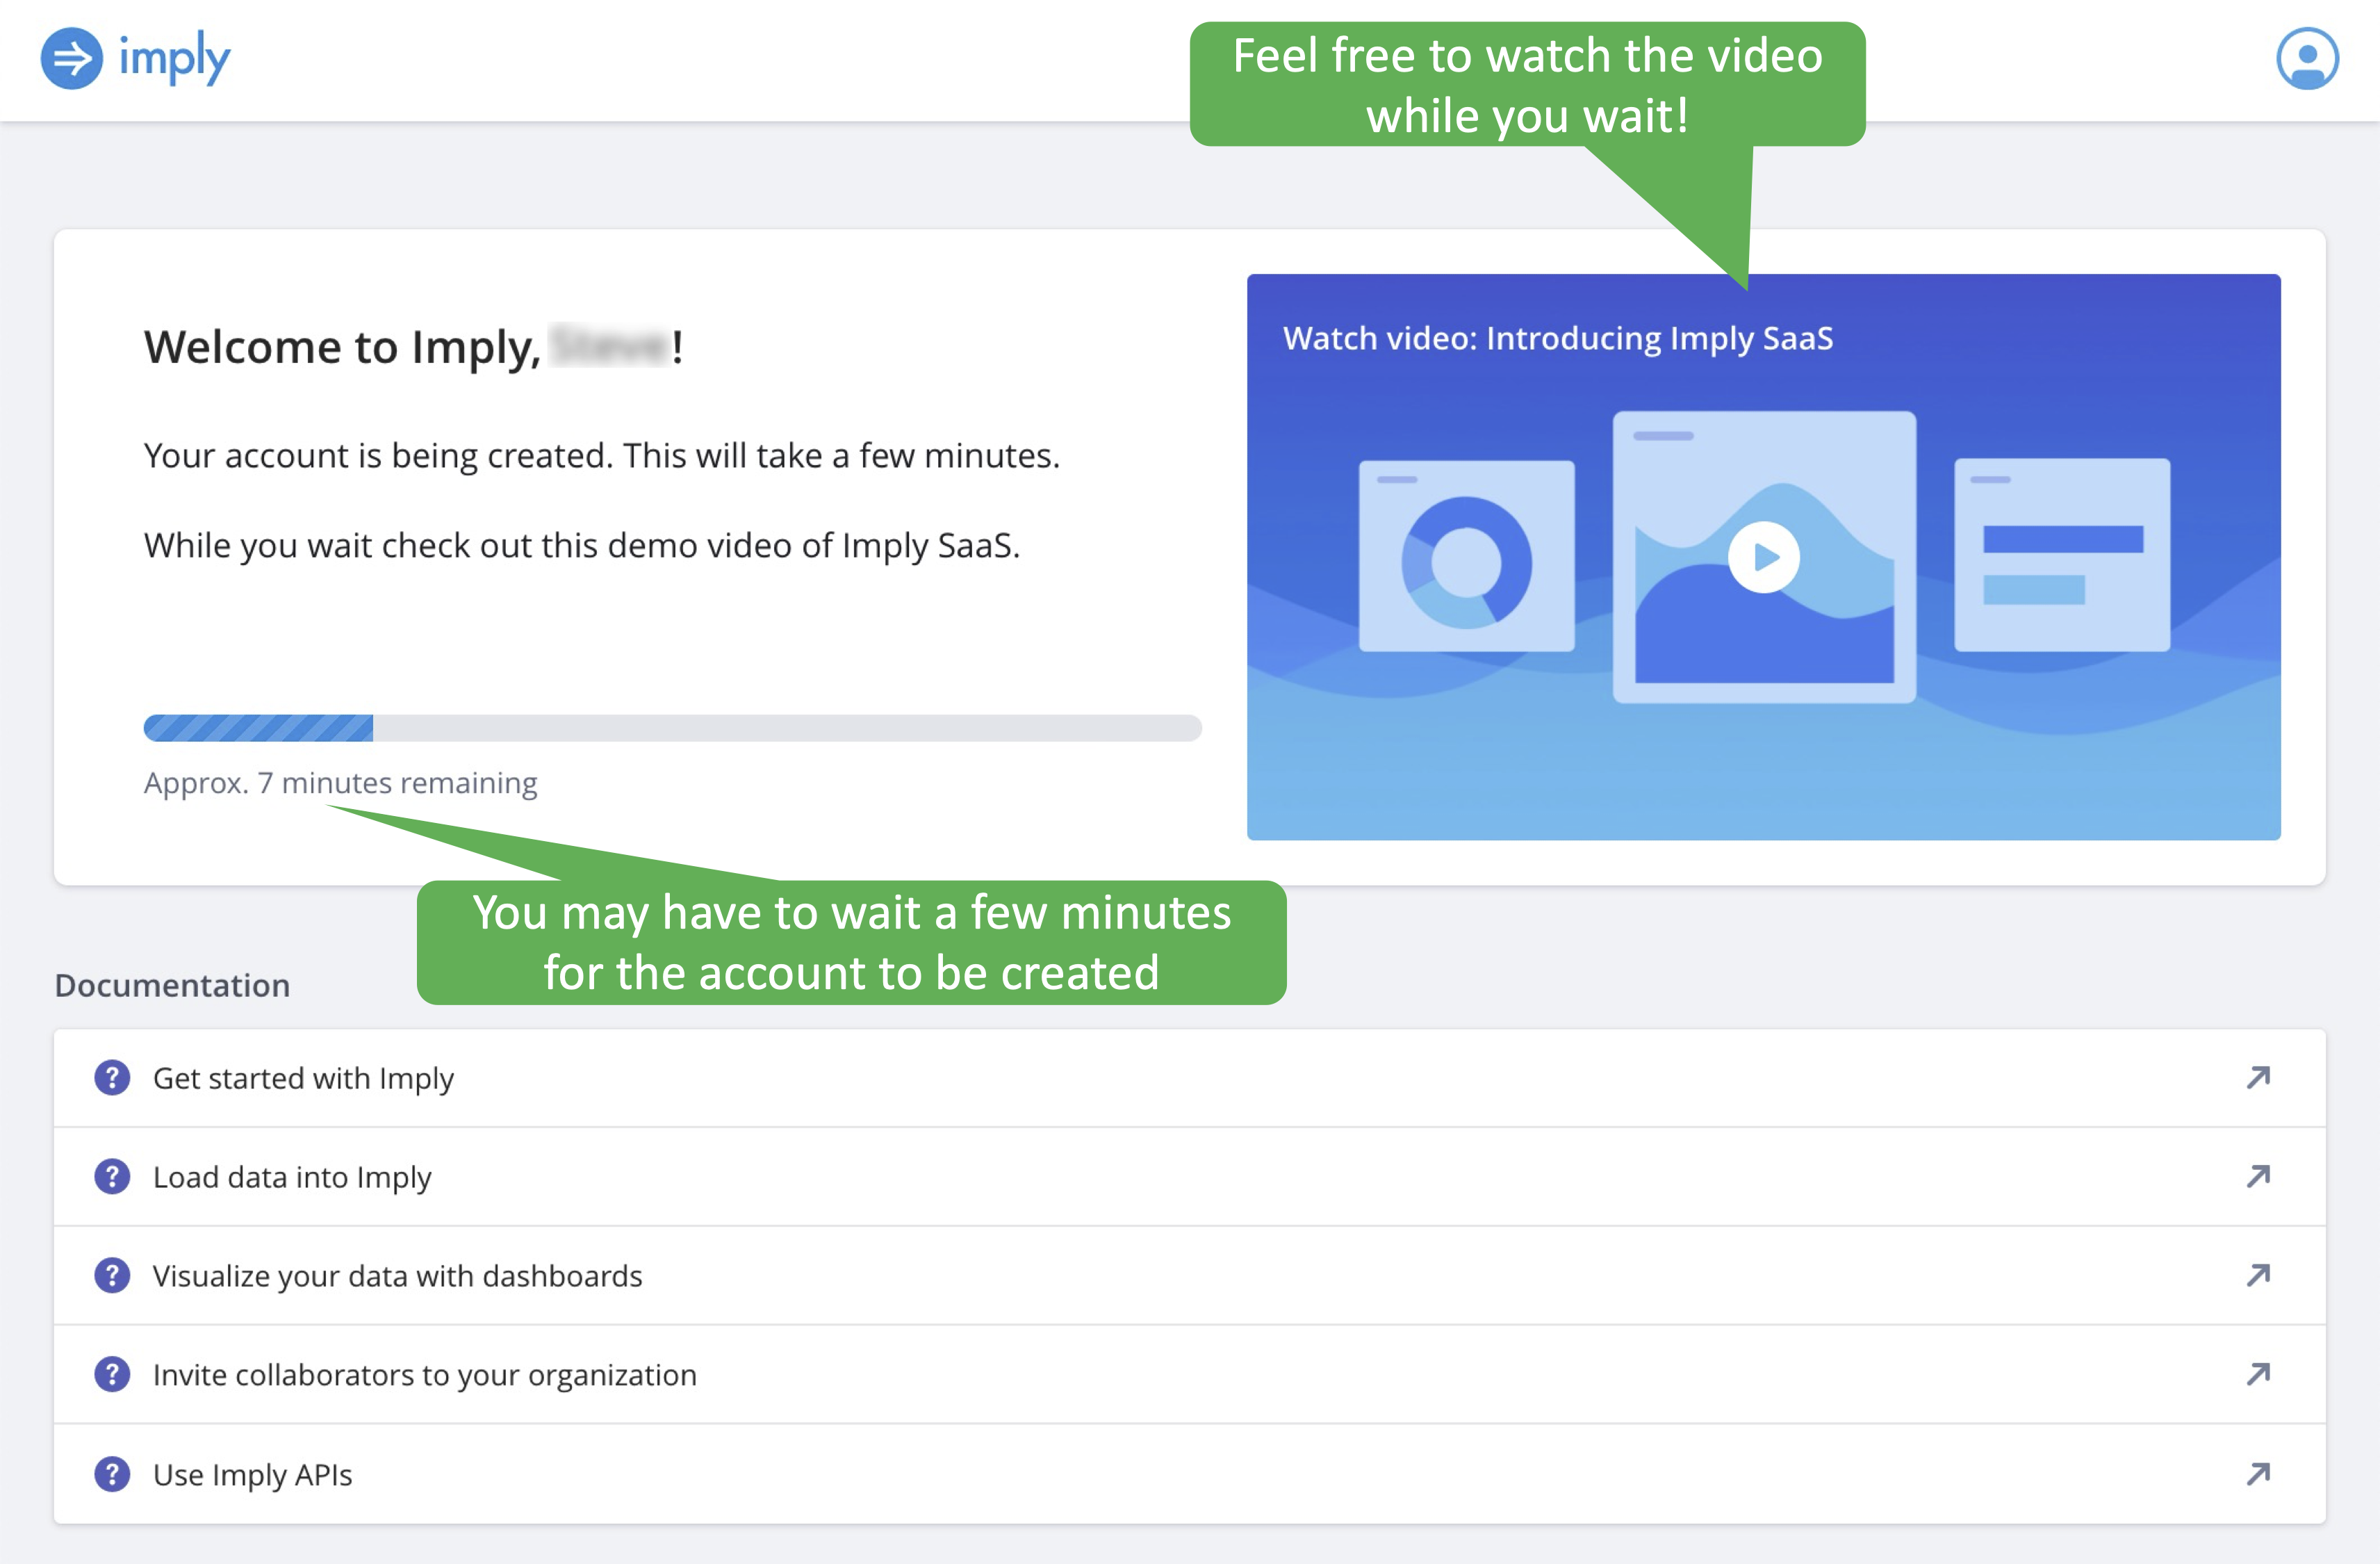 imply
Feel free to watch the video
while you wait!
Welcome to Imply, !
Your account is being created. This will take a few minutes.
While you wait check out this demo video of Imply SaaS.
Approx. 7 minutes remaining
Watch video: Introducing Imply SaaS
You may have to wait a few minutes
for the account to be created
Documentation
? Get started with Imply
? Load data into Imply
? Visualize your data with dashboards
? Invite collaborators to your organization
? Use Imply APIs